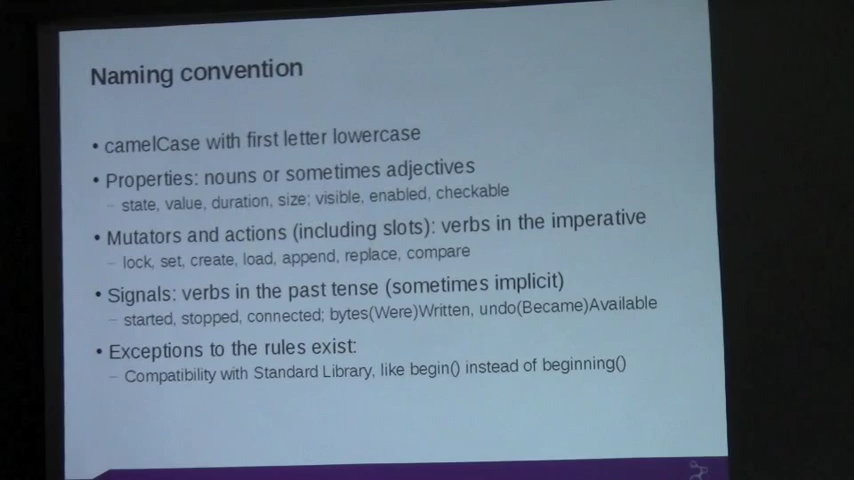 Naming convention
• camelCase with first letter lowercase
• Properties: nouns or sometimes adjectives
– state, value, duration, size; visible, enabled, checkable
• Mutators and actions (including slots): verbs in the imperative
– lock, set, create, load, append, replace, compare
• Signals: verbs in the past tense (sometimes implicit)
– started, stopped, connected; bytes(Were)Written, undo(Became)Available
• Exceptions to the rules exist:
– Compatibility with Standard Library, like begin() instead of beginning()